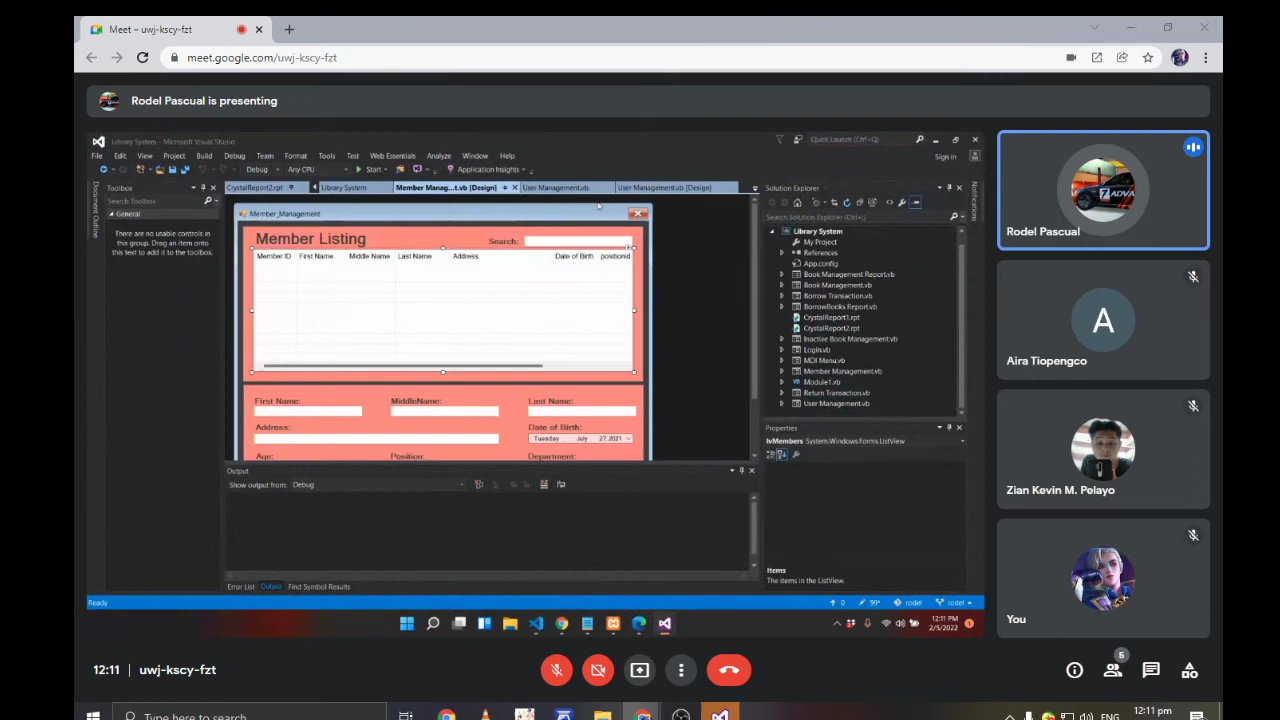 Meet – uwj-kscy-fzt
meet.google.com/uwj-kscy-fzt
Rodel Pascual is presenting
Library System - Microsoft Visual Studio
Quick Launch (Ctrl+Q)
File Edit View Project Build Debug Team Format Tools Test Web Essentials Analyze Window Help
Sign in
Debug Any CPU Start Application Insights
Document Outline
Toolbox
CrystalReport2.rpt Library System Member Manag...t.vb [Design] User Management.vb User Management.vb [Design]
Solution Explorer
Notifications
Search Toolbox
General
There are no usable controls in
this group. Drag an item onto
this text to add it to the toolbox.
Member_Management
Member Listing
Search:
Member ID First Name Middle Name Last Name Address Date of Birth positionid
First Name: MiddleName: Last Name:
Address: Date of Birth:
Tuesday July 27, 2021
Age: Position: Department:
Search Solution Explorer
Library System
My Project
References
App.config
Book Management Report.vb
Book Management.vb
Borrow Transaction.vb
BorrowBooks Report.vb
CrystalReport1.rpt
CrystalReport2.rpt
Inactive Book Management.vb
Login.vb
MDI Menu.vb
Member Management.vb
Module1.vb
Return Transaction.vb
User Management.vb
Properties
lvMembers System.Windows.Forms.ListView
Items
The items in the ListView.
Output
Show output from: Debug
Error List Output Find Symbol Results
Ready
0 99+ rodel rodel
12:11 PM
2/5/2022
1
7 ADVA
Rodel Pascual
A
Aira Tiopengco
Zian Kevin M. Pelayo
You
12:11 uwj-kscy-fzt
5
Type here to search
ENG
12:11 PM